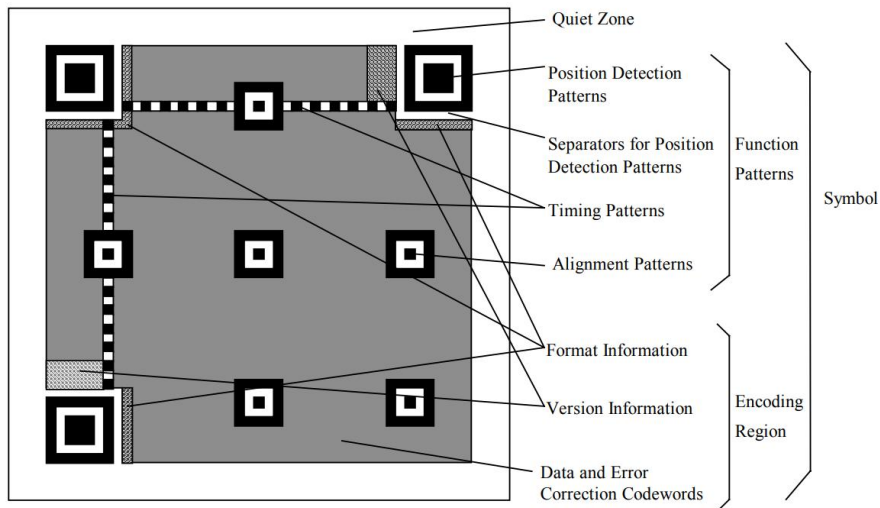 Quiet Zone
Position Detection
Patterns
Separators for Position
Detection Patterns
Function
Patterns
Symbol
Timing Patterns
Alignment Patterns
Format Information
Version Information
Encoding
Region
Data and Error
Correction Codewords